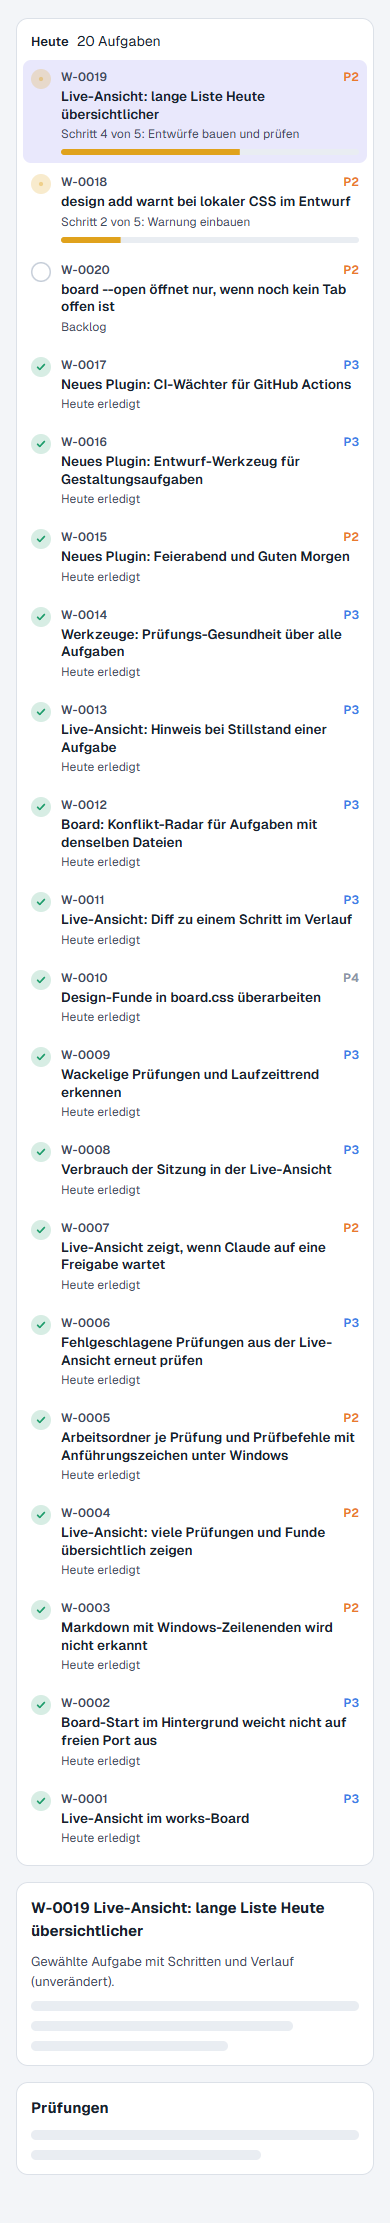 Heute 20 Aufgaben
W-0019 P2
Live-Ansicht: lange Liste Heute
übersichtlicher
Schritt 4 von 5: Entwürfe bauen und prüfen
W-0018 P2
design add warnt bei lokaler CSS im Entwurf
Schritt 2 von 5: Warnung einbauen
W-0020 P2
board --open öffnet nur, wenn noch kein Tab
offen ist
Backlog
W-0017 P3
Neues Plugin: CI-Wächter für GitHub Actions
Heute erledigt
W-0016 P3
Neues Plugin: Entwurf-Werkzeug für
Gestaltungsaufgaben
Heute erledigt
W-0015 P2
Neues Plugin: Feierabend und Guten Morgen
Heute erledigt
W-0014 P3
Werkzeuge: Prüfungs-Gesundheit über alle
Aufgaben
Heute erledigt
W-0013 P3
Live-Ansicht: Hinweis bei Stillstand einer
Aufgabe
Heute erledigt
W-0012 P3
Board: Konflikt-Radar für Aufgaben mit
denselben Dateien
Heute erledigt
W-0011 P3
Live-Ansicht: Diff zu einem Schritt im Verlauf
Heute erledigt
W-0010 P4
Design-Funde in board.css überarbeiten
Heute erledigt
W-0009 P3
Wackelige Prüfungen und Laufzeittrend
erkennen
Heute erledigt
W-0008 P3
Verbrauch der Sitzung in der Live-Ansicht
Heute erledigt
W-0007 P2
Live-Ansicht zeigt, wenn Claude auf eine
Freigabe wartet
Heute erledigt
W-0006 P3
Fehlgeschlagene Prüfungen aus der Live-
Ansicht erneut prüfen
Heute erledigt
W-0005 P2
Arbeitsordner je Prüfung und Prüfbefehle mit
Anführungszeichen unter Windows
Heute erledigt
W-0004 P2
Live-Ansicht: viele Prüfungen und Funde
übersichtlich zeigen
Heute erledigt
W-0003 P2
Markdown mit Windows-Zeilenenden wird
nicht erkannt
Heute erledigt
W-0002 P3
Board-Start im Hintergrund weicht nicht auf
freien Port aus
Heute erledigt
W-0001 P3
Live-Ansicht im works-Board
Heute erledigt
W-0019 Live-Ansicht: lange Liste Heute
übersichtlicher
Gewählte Aufgabe mit Schritten und Verlauf
(unverändert).
Prüfungen